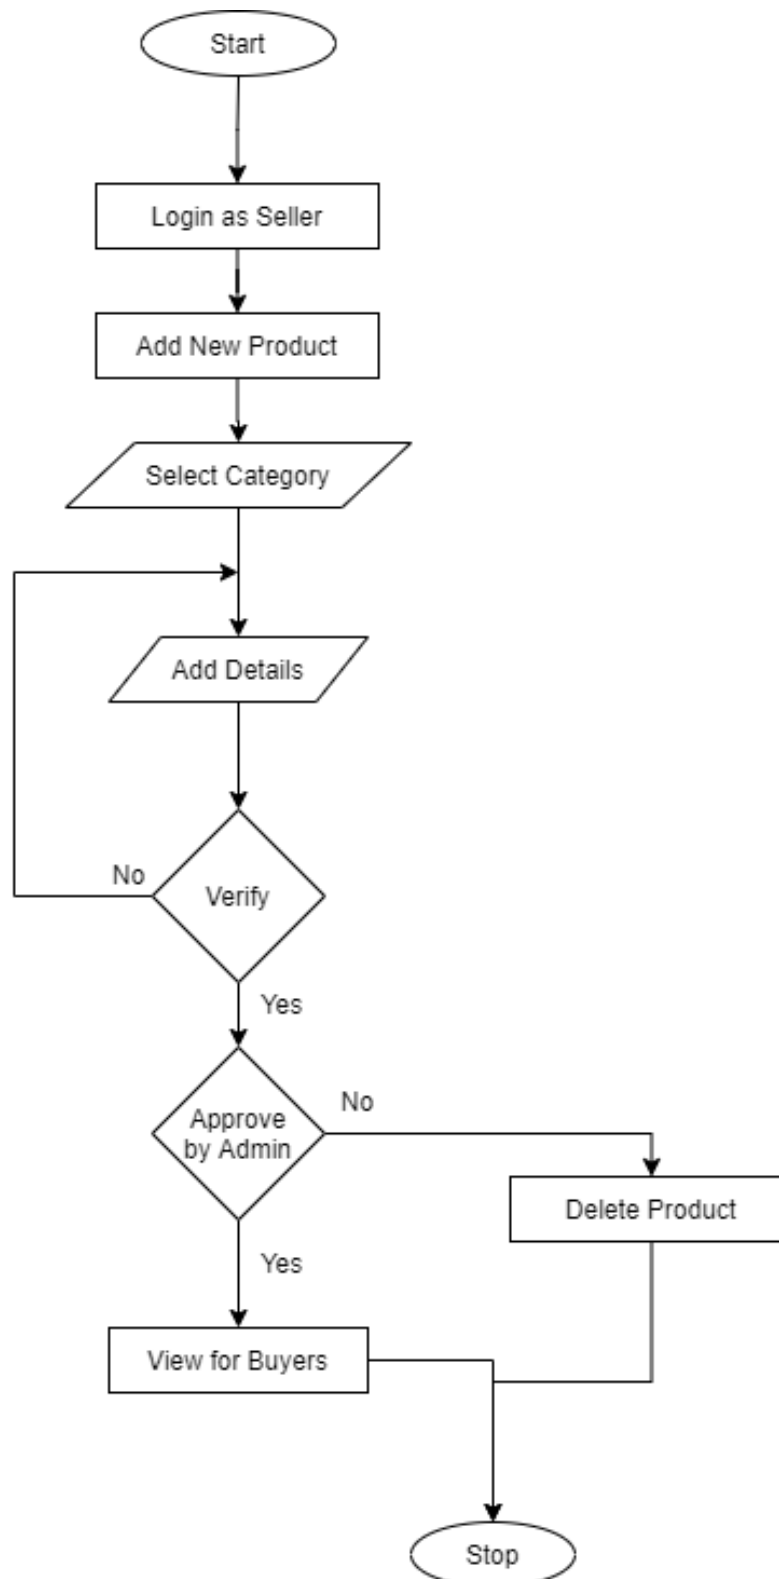 Start
Login as Seller
Add New Product
Select Category
Add Details
No
Verify
Yes
No
Approve
by Admin
Delete Product
Yes
View for Buyers
Stop